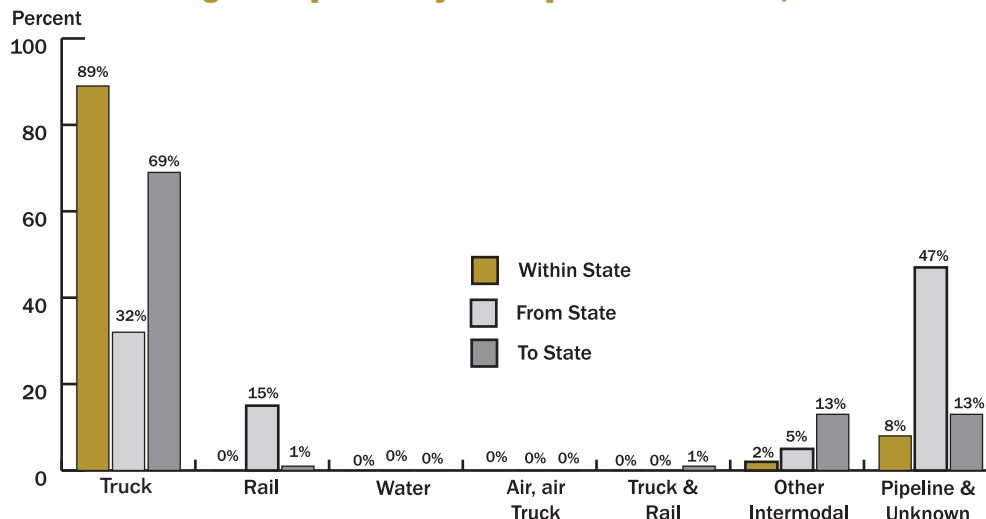 Percent
100
80
60
40
20
0
89%
32%
69%
0%
15%
1%
0%
0%
0%
0%
0%
0%
0%
0%
1%
2%
5%
13%
8%
47%
13%
Within State
From State
To State
Truck
Rail
Water
Air, air
Truck
Truck &
Rail
Other
Intermodal
Pipeline &
Unknown